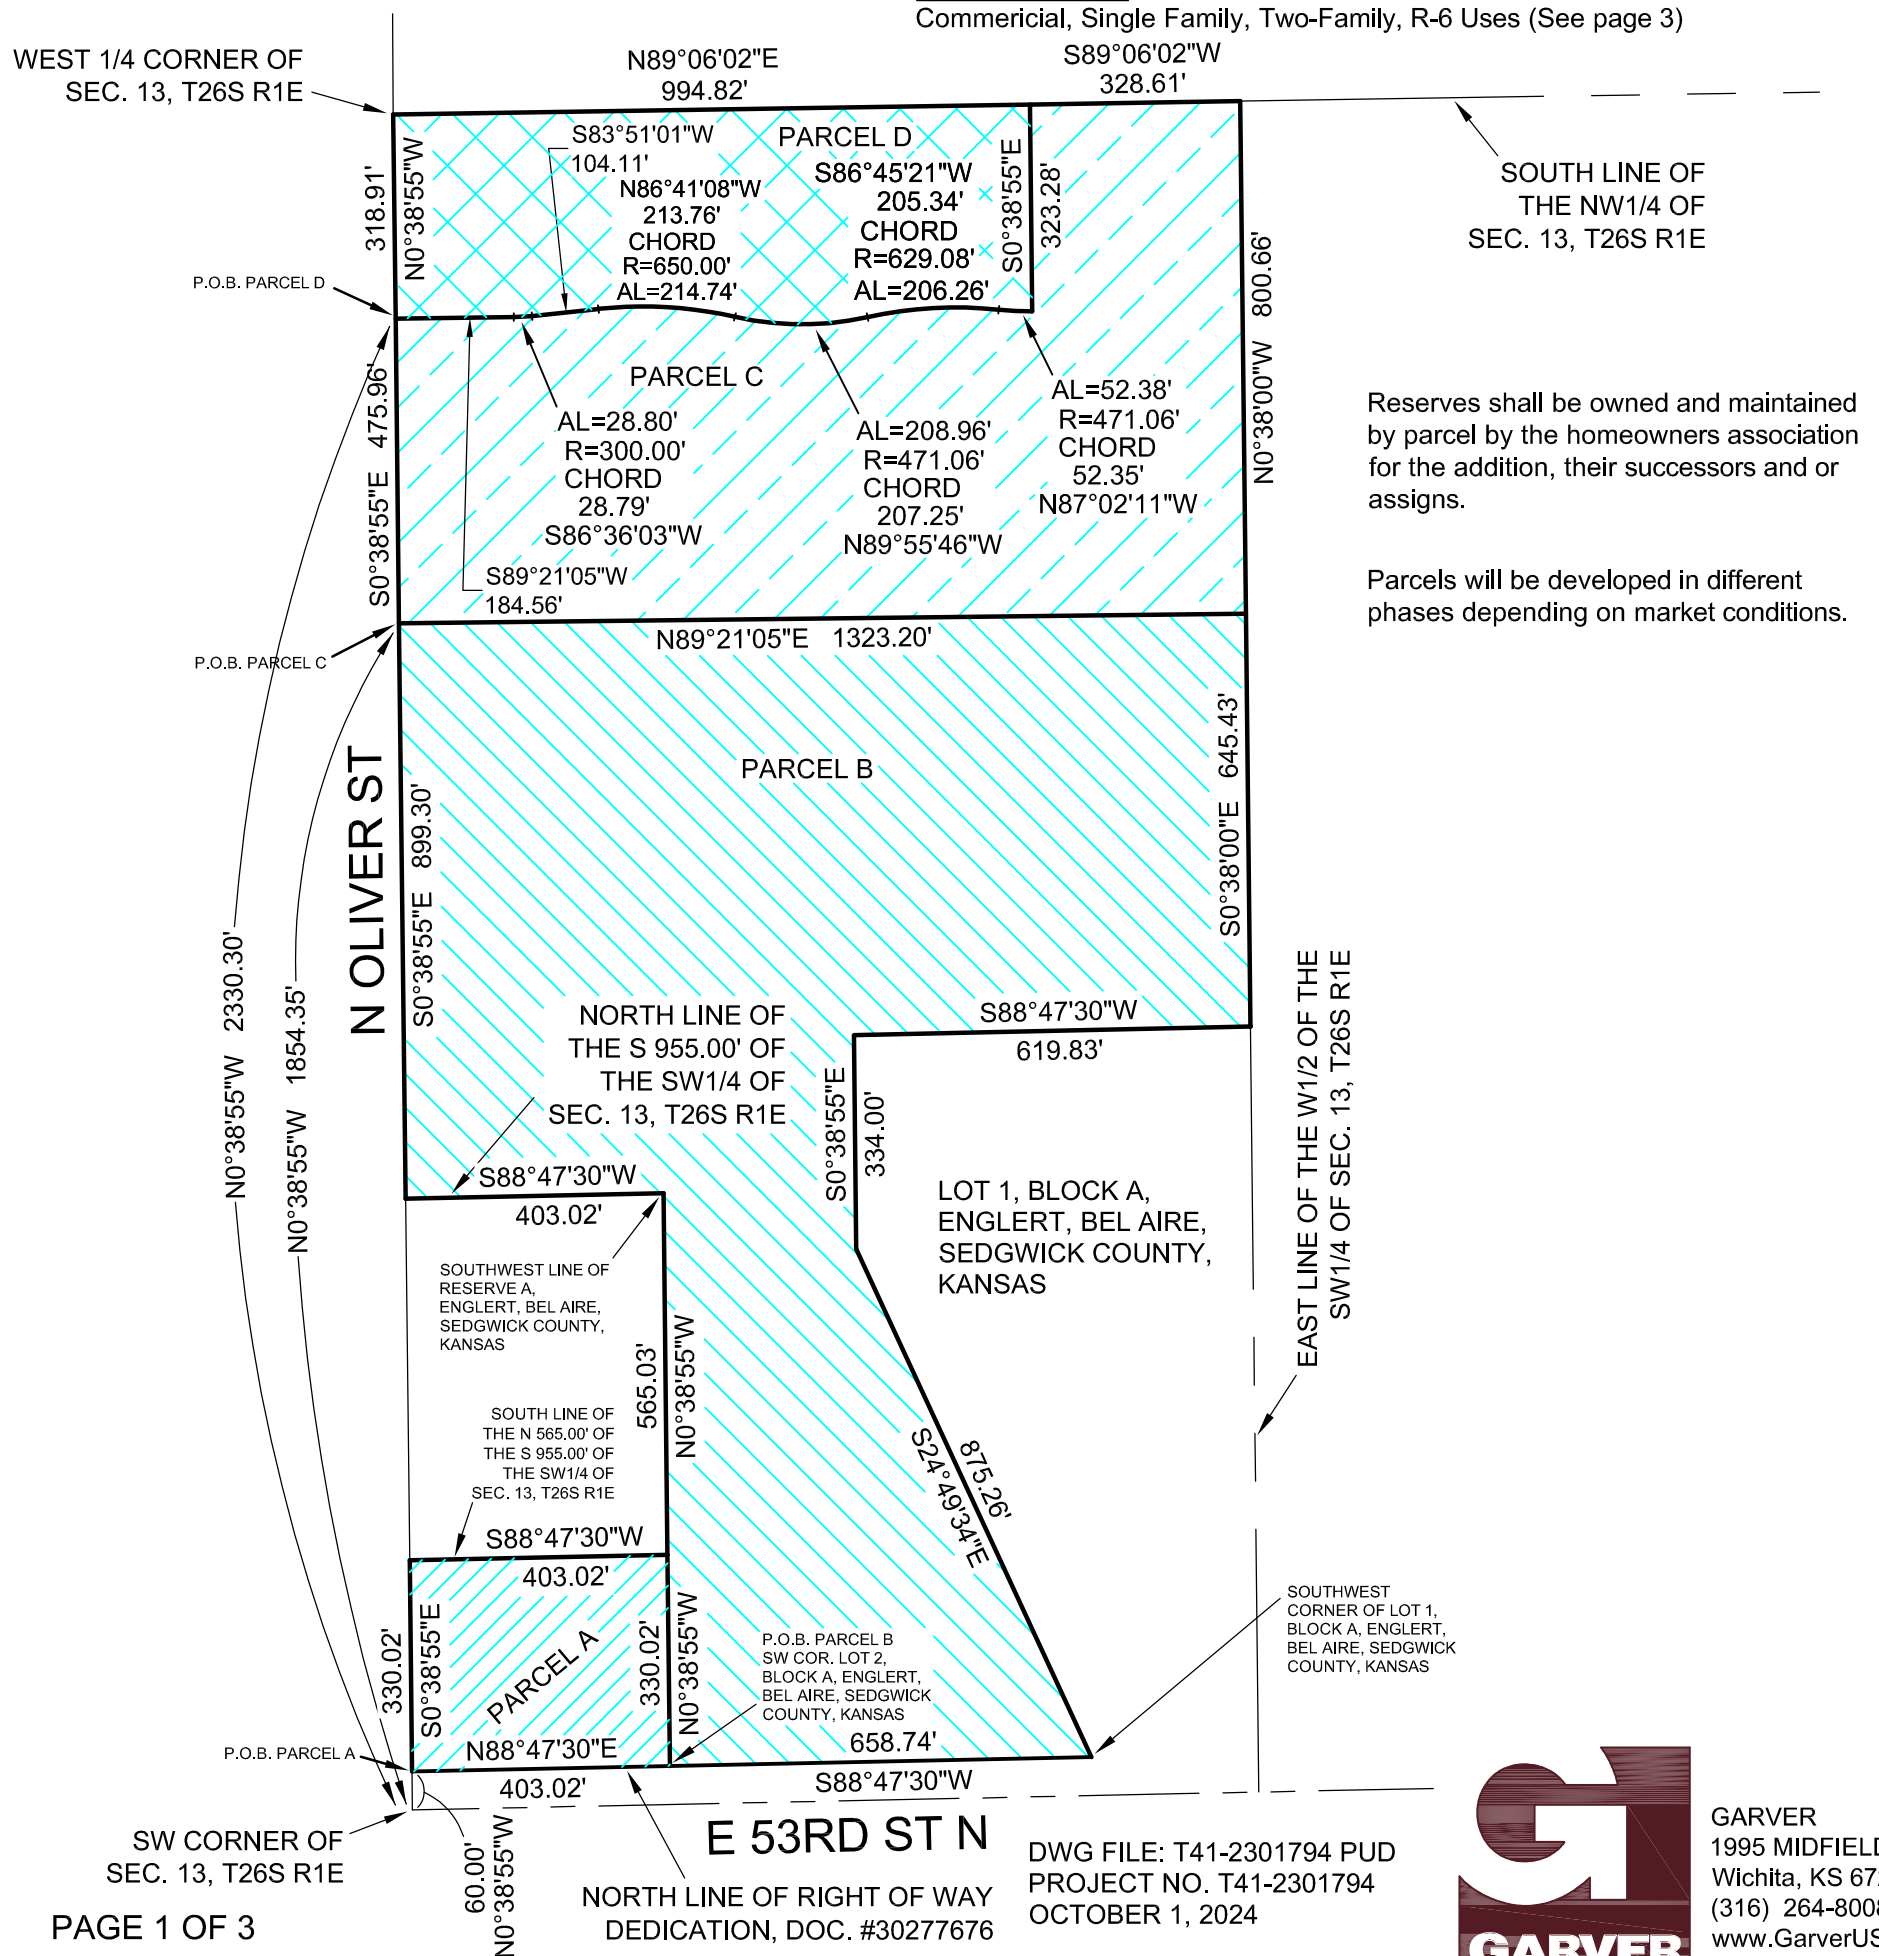 Commericial, Single Family, Two-Family, R-6 Uses (See page 3)
WEST 1/4 CORNER OF
SEC. 13, T26S R1E
N89°06'02"E
994.82'
S89°06'02"W
328.61'
SOUTH LINE OF
THE NW1/4 OF
SEC. 13, T26S R1E
318.91'
N0°38'55"W
S83°51'01"W
104.11'
PARCEL D
N86°41'08"W
213.76'
CHORD
R=650.00'
AL=214.74'
S86°45'21"W
205.34'
CHORD
R=629.08'
AL=206.26'
S0°38'55"E
323.28'
N0°38'00"W 800.66'
P.O.B. PARCEL D
PARCEL C
S0°38'55"E 475.96'
AL=28.80'
R=300.00'
CHORD
28.79'
S86°36'03"W
AL=208.96'
R=471.06'
CHORD
207.25'
N89°55'46"W
AL=52.38'
R=471.06'
CHORD
52.35'
N87°02'11"W
S89°21'05"W
184.56'
Reserves shall be owned and maintained
by parcel by the homeowners association
for the addition, their successors and or
assigns.
Parcels will be developed in different
phases depending on market conditions.
P.O.B. PARCEL C
N89°21'05"E 1323.20'
PARCEL B
N OLIVER ST
S0°38'55"E 899.30'
S0°38'00"E 645.43'
N0°38'55"W 2330.30'
N0°38'55"W 1854.35'
NORTH LINE OF
THE S 955.00' OF
THE SW1/4 OF
SEC. 13, T26S R1E
S88°47'30"W
619.83'
S0°38'55"E
334.00'
EAST LINE OF THE W1/2 OF THE
SW1/4 OF SEC. 13, T26S R1E
S88°47'30"W
403.02'
LOT 1, BLOCK A,
ENGLERT, BEL AIRE,
SEDGWICK COUNTY,
KANSAS
SOUTHWEST LINE OF
RESERVE A,
ENGLERT, BEL AIRE,
SEDGWICK COUNTY,
KANSAS
565.03'
N0°38'55"W
SOUTH LINE OF
THE N 565.00' OF
THE S 955.00' OF
THE SW1/4 OF
SEC. 13, T26S R1E
875.26'
S24°49'34"E
S88°47'30"W
403.02'
330.02'
S0°38'55"E
PARCEL A
330.02'
N0°38'55"W
P.O.B. PARCEL B
SW COR. LOT 2,
BLOCK A, ENGLERT,
BEL AIRE, SEDGWICK
COUNTY, KANSAS
SOUTHWEST
CORNER OF LOT 1,
BLOCK A, ENGLERT,
BEL AIRE, SEDGWICK
COUNTY, KANSAS
P.O.B. PARCEL A
N88°47'30"E
403.02'
658.74'
S88°47'30"W
E 53RD ST N
SW CORNER OF
SEC. 13, T26S R1E
60.00'
N0°38'55"W
NORTH LINE OF RIGHT OF WAY
DEDICATION, DOC. #30277676
DWG FILE: T41-2301794 PUD
PROJECT NO. T41-2301794
OCTOBER 1, 2024
PAGE 1 OF 3
GARVER
GARVER
1995 MIDFIELD
Wichita, KS 67
(316) 264-8008
www.GarverUS